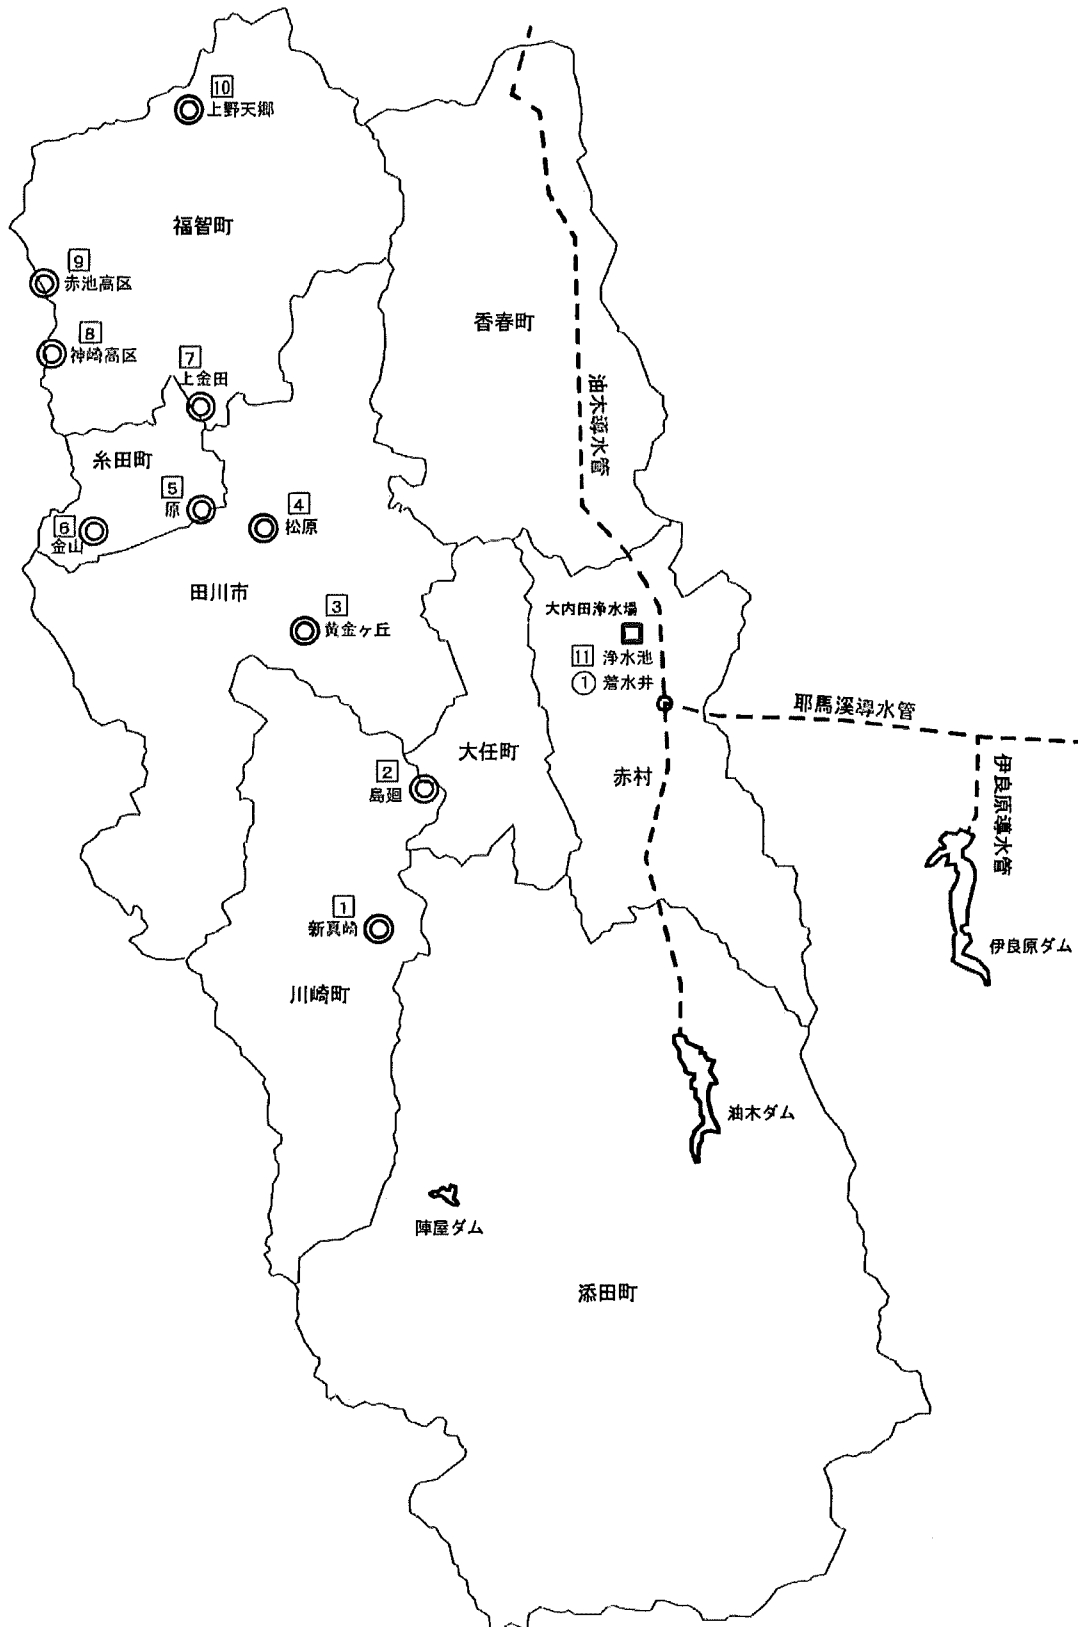 10
上野天郷
福智町
9
赤池高区
8
神崎高区
7
上金田
香春町
油木導水管
糸田町
5
原
4
松原
6
金山
田川市
3
黄金ヶ丘
大内田浄水場
11 浄水池
① 着水井
耶馬溪導水管
大任町
2
島廻
赤村
伊良原導水管
1
新真崎
伊良原ダム
川崎町
油木ダム
陣屋ダム
添田町